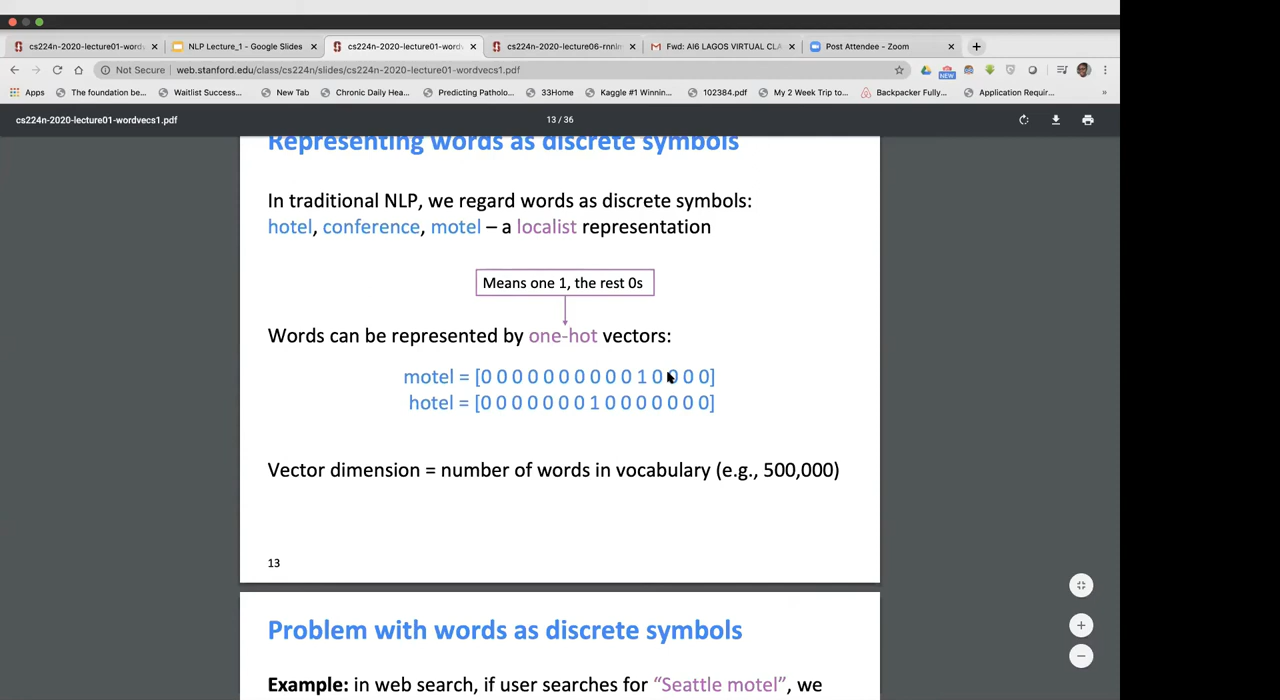 cs224n-2020-lecture01-word
NLP Lecture_1 - Google Slides
cs224n-2020-lecture01-wordv
cs224n-2020-lecture06-rnnln
Fwd: AI6 LAGOS VIRTUAL CLA
Post Attendee - Zoom
Not Secure | web.stanford.edu/class/cs224n/slides/cs224n-2020-lecture01-wordvecs1.pdf
NEW
Apps
The foundation be...
Waitlist Success...
New Tab
Chronic Daily Hea...
Predicting Patholo...
33Home
Kaggle #1 Winnin...
102384.pdf
My 2 Week Trip to...
Backpacker Fully...
Application Requir...
»
cs224n-2020-lecture01-wordvecs1.pdf
13 / 36
Representing words as discrete symbols
In traditional NLP, we regard words as discrete symbols:
hotel, conference, motel – a localist representation
Means one 1, the rest 0s
Words can be represented by one-hot vectors:
motel = [0 0 0 0 0 0 0 0 0 0 1 0 0 0 0]
hotel = [0 0 0 0 0 0 0 1 0 0 0 0 0 0 0]
Vector dimension = number of words in vocabulary (e.g., 500,000)
13
Problem with words as discrete symbols
Example: in web search, if user searches for “Seattle motel”, we